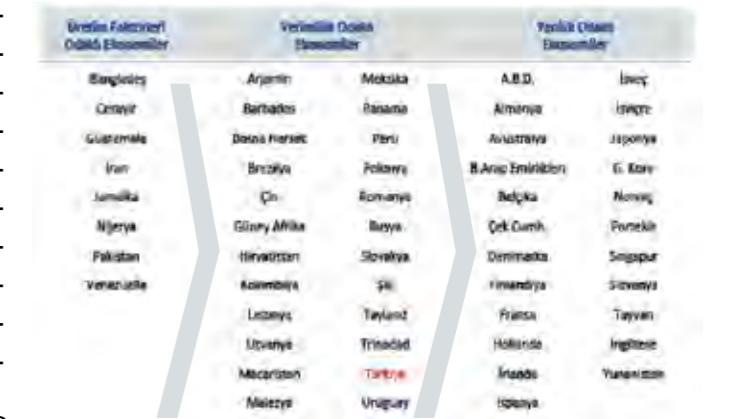 Üretim Faktörleri
Odaklı Ekonomiler
Verimlilik Odaklı
Ekonomiler
Yenilik Odaklı
Ekonomiler
Bangladeş Arjantin Meksika A.B.D. İsveç
Cezayir Barbados Panama Almanya İsviçre
Guatemala Bosna Hersek Peru Avustralya Japonya
İran Brezilya Polonya B.Arap Emirlikleri G. Kore
Jamaika Çin Romanya Belçika Norveç
Nijerya Güney Afrika Rusya Çek Cumh. Portekiz
Pakistan Hırvatistan Slovakya Danimarka Singapur
Venezuella Kolombiya Şili Finlandiya Slovenya
Letonya Tayland Fransa Tayvan
Litvanya Trinadad Hollanda İngiltere
Macaristan Türkiye İrlanda Yunanistan
Malezya Uruguay İspanya